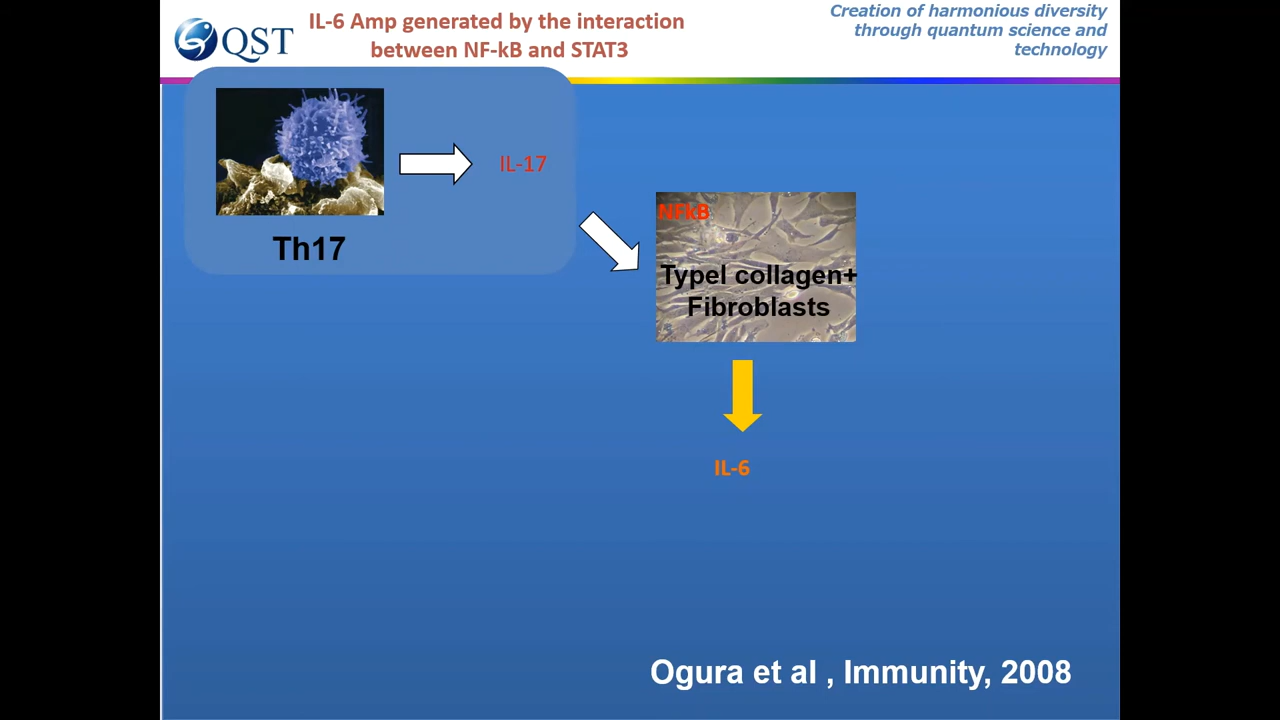 QST
IL-6 Amp generated by the interaction
between NF-kB and STAT3
Creation of harmonious diversity
through quantum science and
technology
IL-17
Th17
NFkB
TypeI collagen+
Fibroblasts
IL-6
Ogura et al , Immunity, 2008